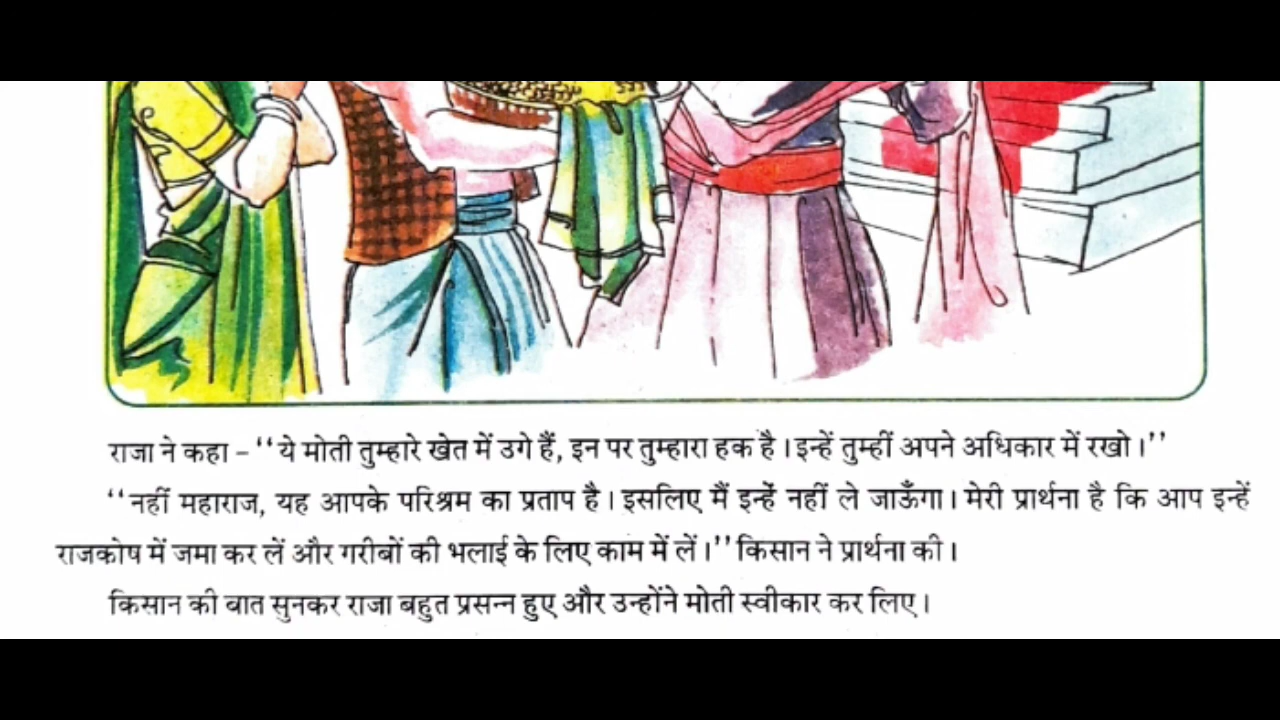 राजा ने कहा – ‘‘ये मोती तुम्हारे खेत में उगे हैं, इन पर तुम्हारा हक है। इन्हें तुम्हीं अपने अधिकार में रखो।’’
‘‘नहीं महाराज, यह आपके परिश्रम का प्रताप है। इसलिए मैं इन्हें नहीं ले जाऊँगा। मेरी प्रार्थना है कि आप इन्हें
राजकोष में जमा कर लें और गरीबों की भलाई के लिए काम में लें।’’ किसान ने प्रार्थना की।
किसान की बात सुनकर राजा बहुत प्रसन्न हुए और उन्होंने मोती स्वीकार कर लिए।